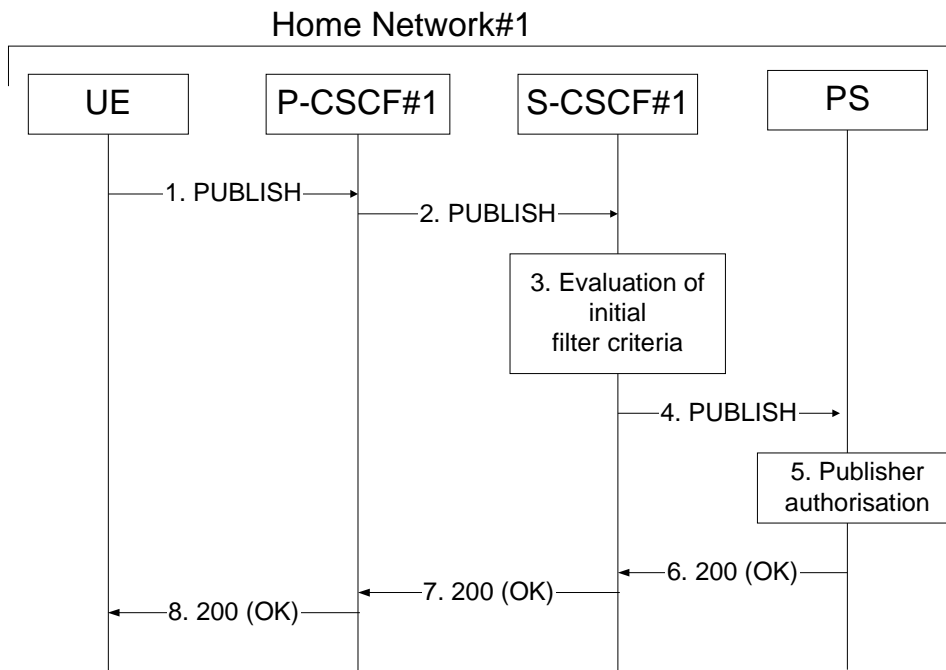 Home Network#1
UE
P-CSCF#1
S-CSCF#1
PS
1. PUBLISH
2. PUBLISH
3. Evaluation of
initial
filter criteria
4. PUBLISH
5. Publisher
authorisation
6. 200 (OK)
7. 200 (OK)
8. 200 (OK)